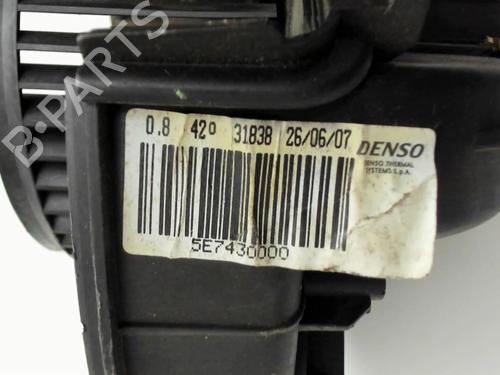 0.8 42° 31838 26/06/07
DENSO
DENSO THERMAL
SYSTEMS S.p.A.
5E7430000
B-PARTS